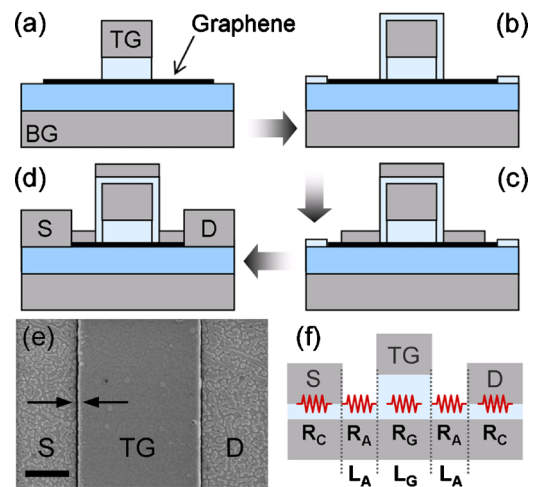 (a)
TG
Graphene
BG
(b)
(d)
S
D
(c)
(e)
S
TG
D
(f)
TG
S
D
R_C R_A R_G R_A R_C
L_A L_G L_A